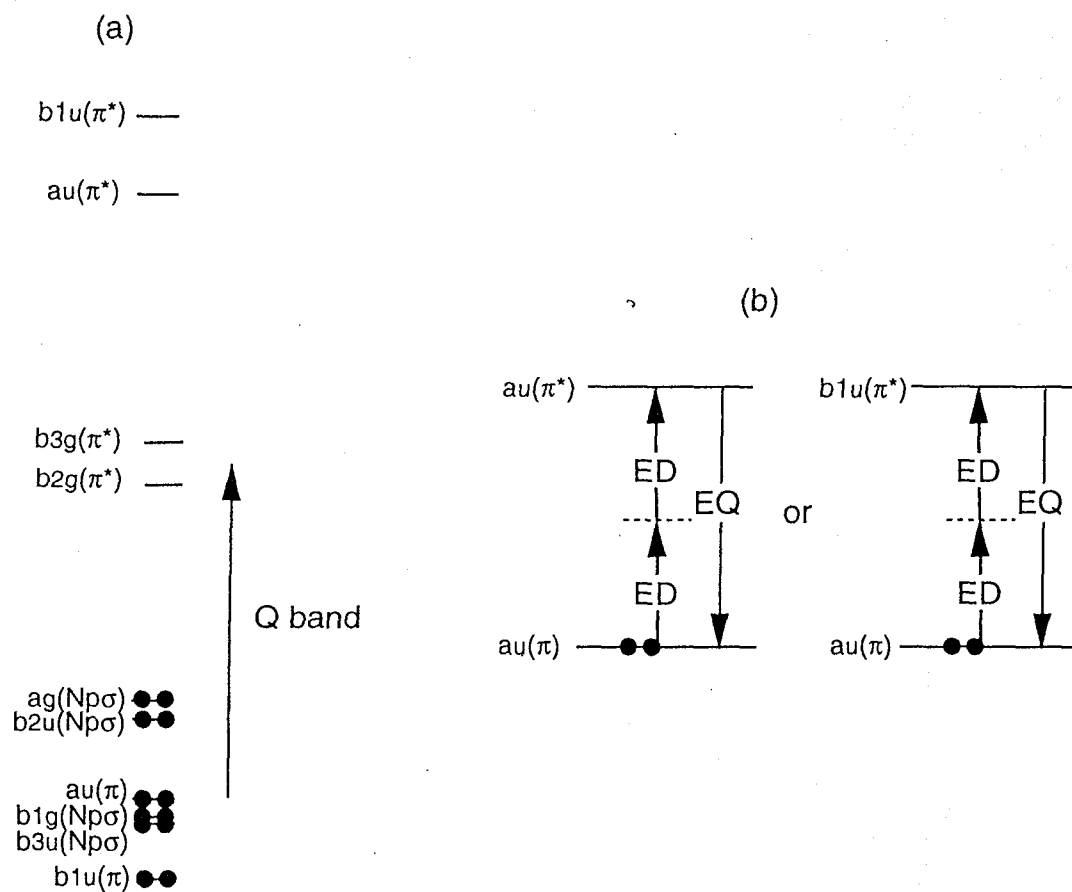 (a)
b1u(π*)
au(π*)
b3g(π*)
b2g(π*)
Q band
ag(Npσ)
b2u(Npσ)
au(π)
b1g(Npσ)
b3u(Npσ)
b1u(π)
(b)
au(π*)
ED
EQ
ED
au(π)
or
b1u(π*)
ED
EQ
ED
au(π)